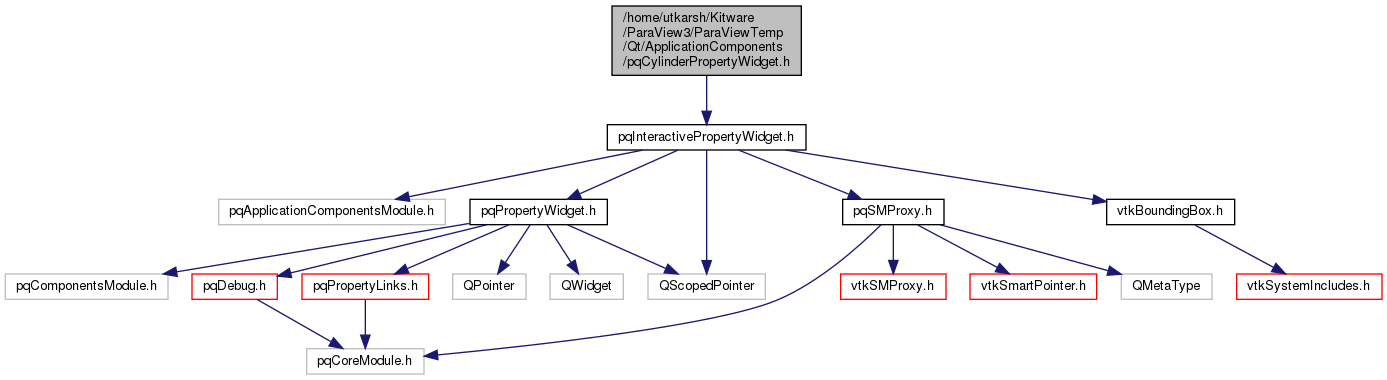 /home/utkarsh/Kitware
/ParaView3/ParaViewTemp
/Qt/ApplicationComponents
/pqCylinderPropertyWidget.h
pqInteractivePropertyWidget.h
pqApplicationComponentsModule.h
pqPropertyWidget.h
pqSMProxy.h
vtkBoundingBox.h
pqComponentsModule.h
pqDebug.h
pqPropertyLinks.h
QPointer
QWidget
QScopedPointer
vtkSMProxy.h
vtkSmartPointer.h
QMetaType
vtkSystemIncludes.h
pqCoreModule.h